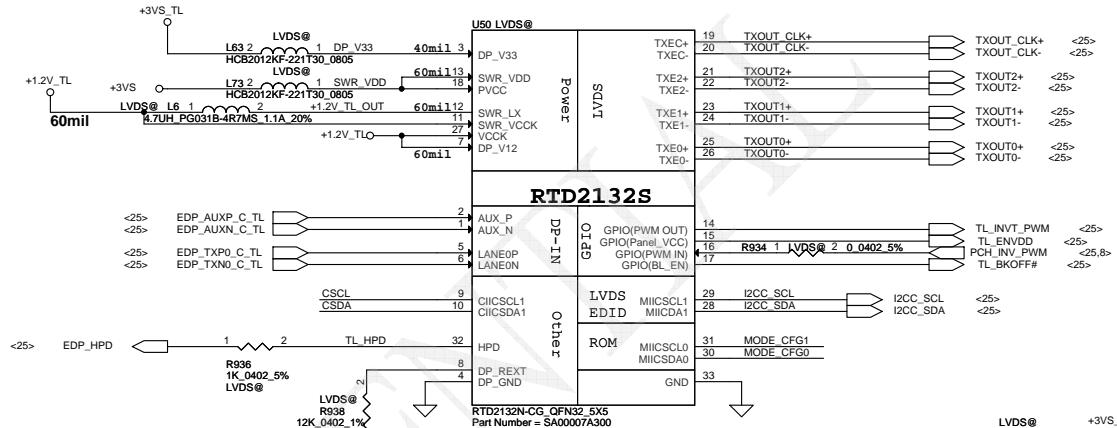 +3VS_TL
L63 2 LVDS@ 1 DP_V33 40mil 3
HCB2012KF-221T30_0805
+1.2V_TL
+3VS
L73 2 LVDS@ 1 SWR_VDD 60mil 13
18
HCB2012KF-221T30_0805
60mil
LVDS@ L6 1 2 +1.2V_TL_OUT 60mil 12
11
4.7UH_PG031B-4R7MS_1.1A_20%
+1.2V_TL 27
60mil 7
U50 LVDS@
DP_V33
SWR_VDD
PVCC
SWR_LX
SWR_VCCK
VCCK
DP_V12
Power
LVDS
TXEC+ 19 TXOUT_CLK+ TXOUT_CLK+ <25>
TXEC- 20 TXOUT_CLK- TXOUT_CLK- <25>
TXE2+ 21 TXOUT2+ TXOUT2+ <25>
TXE2- 22 TXOUT2- TXOUT2- <25>
TXE1+ 23 TXOUT1+ TXOUT1+ <25>
TXE1- 24 TXOUT1- TXOUT1- <25>
TXE0+ 25 TXOUT0+ TXOUT0+ <25>
TXE0- 26 TXOUT0- TXOUT0- <25>
RTD2132S
<25> EDP_AUXP_C_TL 2 AUX_P
<25> EDP_AUXN_C_TL 1 AUX_N
<25> EDP_TXP0_C_TL 5 LANE0P
<25> EDP_TXN0_C_TL 6 LANE0N
DP-IN
GPIO
GPIO(PWM OUT) 14 TL_INVT_PWM <25>
GPIO(Panel_VCC) 15 TL_ENVDD <25>
GPIO(PWM IN) 16 R934 1 LVDS@ 2 0_0402_5% PCH_INV_PWM <25,8>
GPIO(BL_EN) 17 TL_BKOFF# <25>
CSCL 9 CIICSCL1
CSDA 10 CIICSDA1
Other
LVDS
EDID
MIICSCL1 29 I2CC_SCL I2CC_SCL <25>
MIICDA1 28 I2CC_SDA I2CC_SDA <25>
ROM
MIICSCL0 31 MODE_CFG1
MIICSDA0 30 MODE_CFG0
<25> EDP_HPD 1 2 TL_HPD 32 HPD
R936
1K_0402_5%
LVDS@
8 DP_REXT
4 DP_GND
GND 33
2
LVDS@
R938
12K_0402_1%
RTD2132N-CG_QFN32_5X5
Part Number = SA00007A300
LVDS@ +3VS_